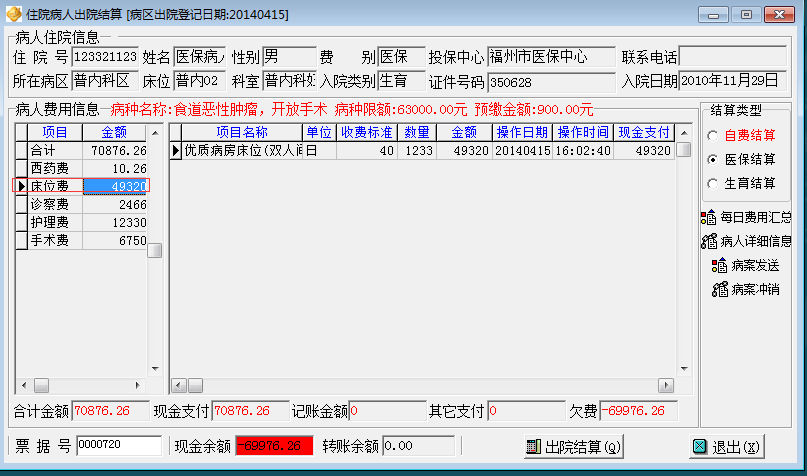 住院病人出院结算 [病区出院登记日期:20140415]
病人住院信息
住 院 号 123321123 姓名 医保病人 性别 男 费 别 医保 投保中心 福州市医保中心 联系电话
所在病区 普内科区 床位 普内02 科室 普内科 入院类别 生育 证件号码 350628 入院日期 2010年11月29日
病人费用信息 病种名称:食道恶性肿瘤，开放手术 病种限额:63000.00元 预缴金额:900.00元
结算类型
项目 金额
合计 70876.26
西药费 10.26
床位费 49320
诊察费 2466
护理费 12330
手术费 6750
项目名称 单位 收费标准 数量 金额 操作日期 操作时间 现金支付
优质病房床位(双人间 日 40 1233 49320 20140415 16:02:40 49320
自费结算
医保结算
生育结算
每日费用汇总
病人详细信息
病案发送
病案冲销
合计金额 70876.26 现金支付 70876.26 记账金额 0 其它支付 0 欠费 -69976.26
票 据 号 0000720 现金余额 -69976.26 转账余额 0.00 出院结算(Q) 退出(X)